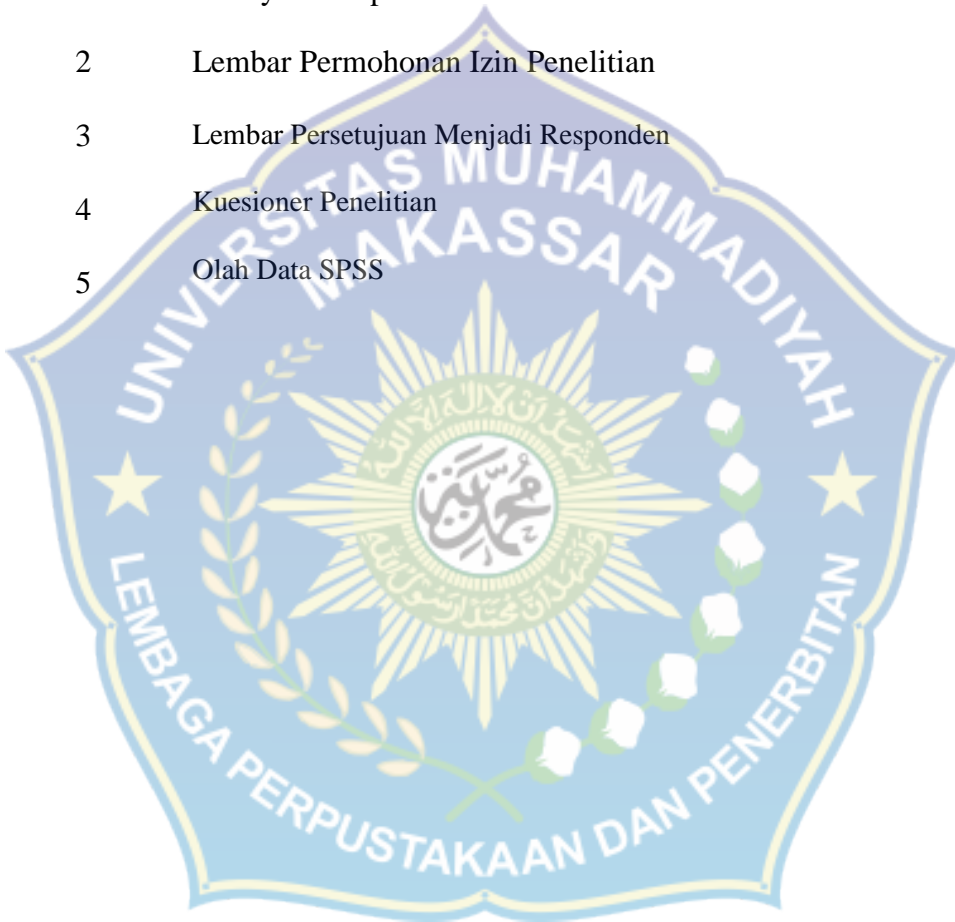 2 Lembar Permohonan Izin Penelitian
3 Lembar Persetujuan Menjadi Responden
4 Kuesioner Penelitian
5 Olah Data SPSS
UNIVERSITAS MUHAMMADIYAH
MAKASSAR
LEMBAGA PERPUSTAKAAN DAN PENERBITAN